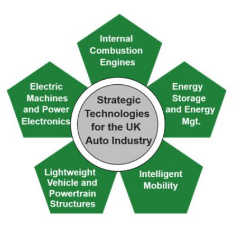 Internal
Combustion
Engines
Electric
Machines
and Power
Electronics
Strategic
Technologies
for the UK
Auto Industry
Energy
Storage
and Energy
Mgt.
Lightweight
Vehicle and
Powertrain
Structures
Intelligent
Mobility